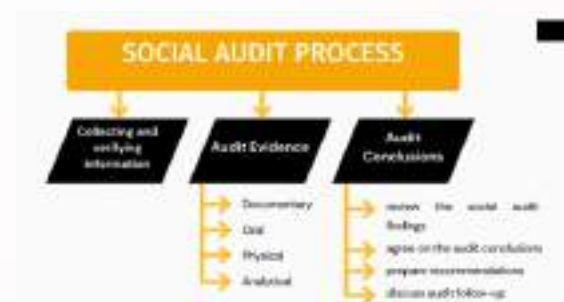 SOCIAL AUDIT PROCESS
Collecting and
verifying
information
Audit Evidence
Documentary
Oral
Physical
Analytical
Audit
Conclusions
review the social audit
findings
agree on the audit conclusions
prepare recommendations
discuss audit follow-up